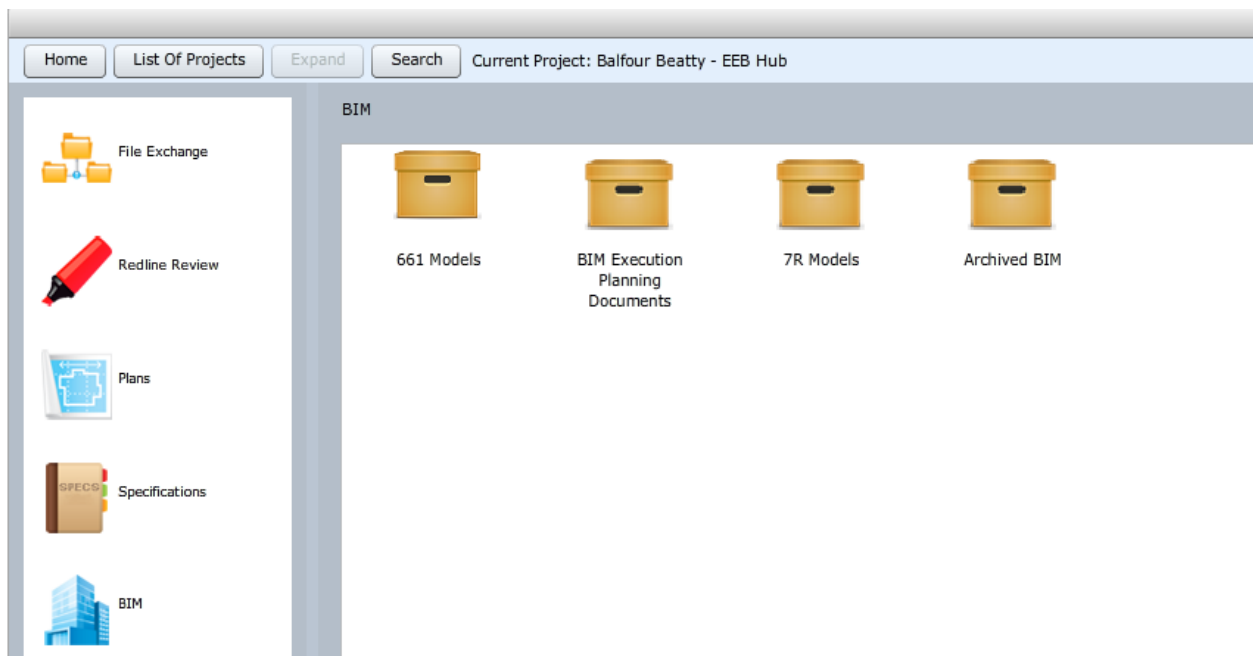 Home List Of Projects Expand Search Current Project: Balfour Beatty - EEB Hub
BIM
File Exchange
Redline Review
Plans
SPECS
Specifications
BIM
661 Models
BIM Execution
Planning
Documents
7R Models
Archived BIM